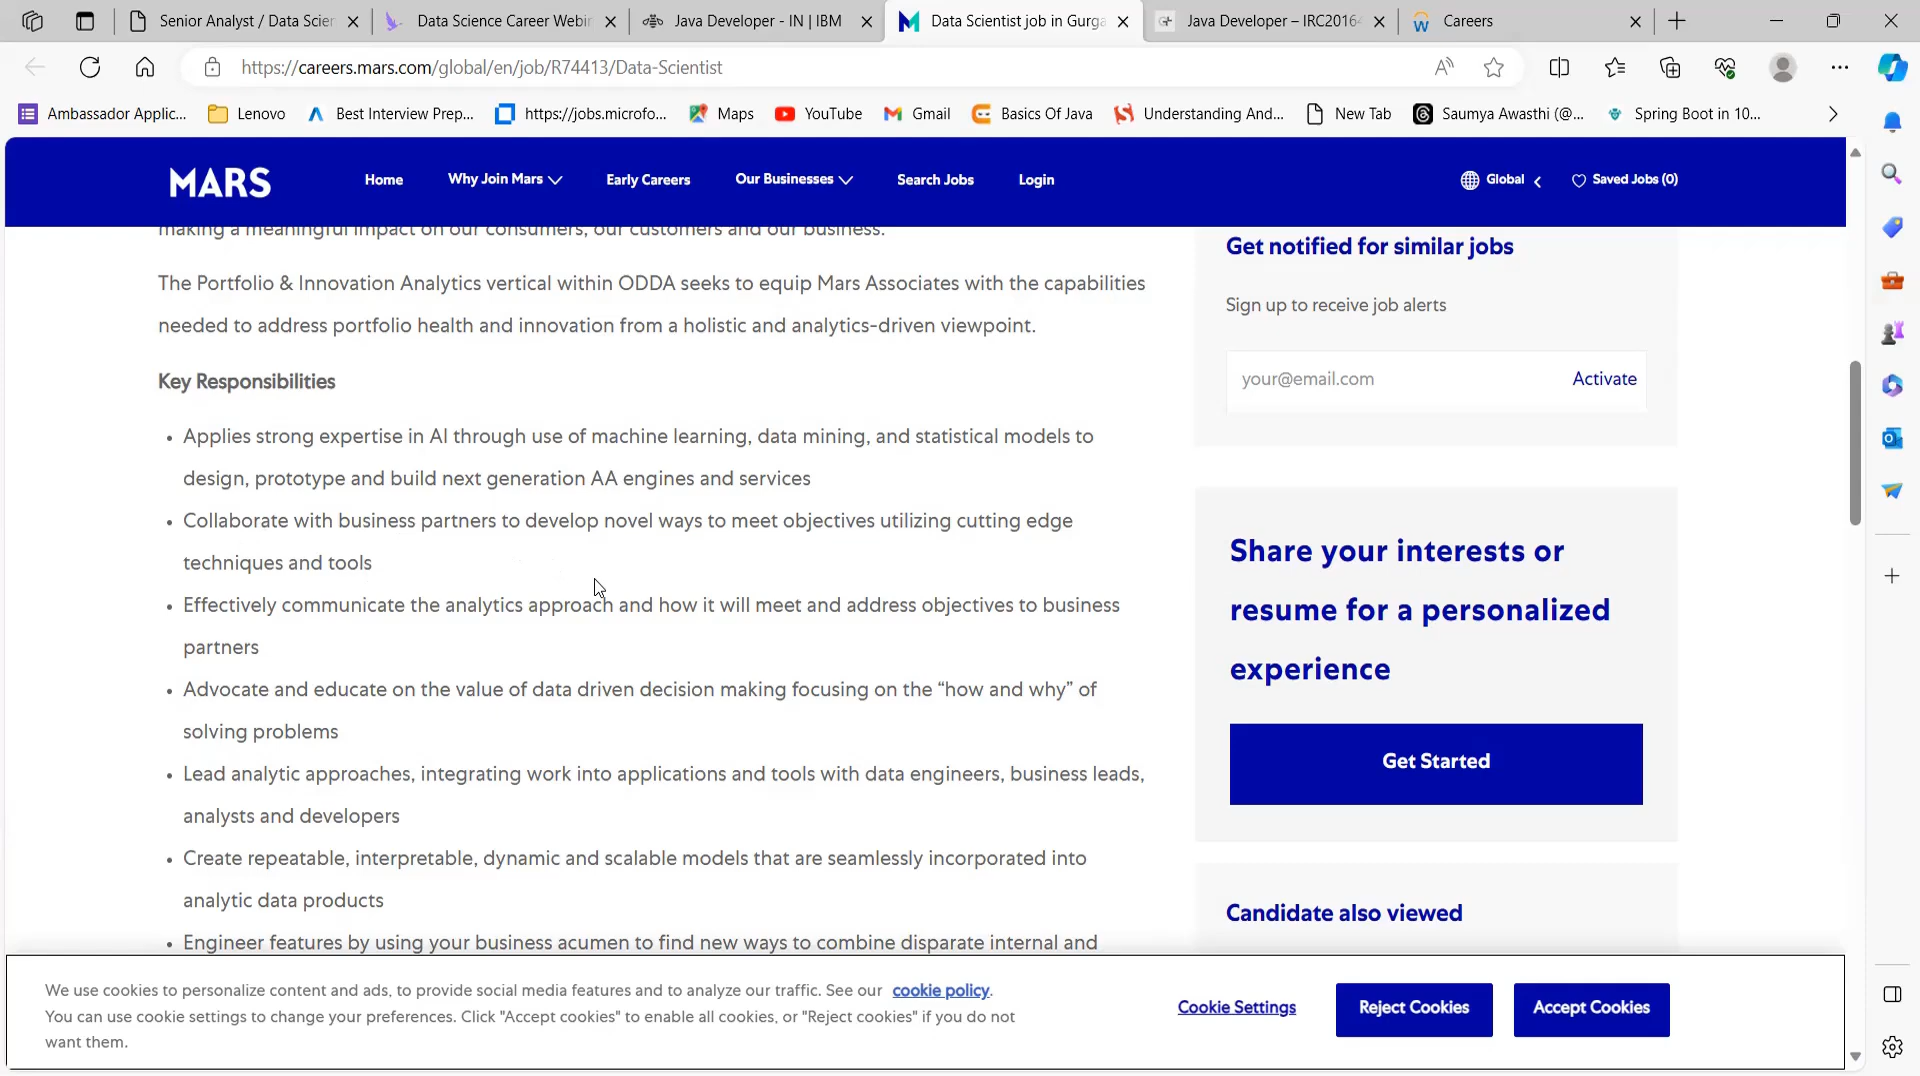 Senior Analyst / Data Scien
Data Science Career Webin
Java Developer - IN | IBM
Data Scientist job in Gurga
Java Developer – IRC20164
Careers
https://careers.mars.com/global/en/job/R74413/Data-Scientist
Ambassador Applic...
Lenovo
Best Interview Prep...
https://jobs.microfo...
Maps
YouTube
Gmail
Basics Of Java
Understanding And...
New Tab
Saumya Awasthi (@...
Spring Boot in 10...
MARS
Home
Why Join Mars
Early Careers
Our Businesses
Search Jobs
Login
Global
Saved Jobs (0)
making a meaningful impact on our consumers, our customers and our business.
The Portfolio & Innovation Analytics vertical within ODDA seeks to equip Mars Associates with the capabilities
needed to address portfolio health and innovation from a holistic and analytics-driven viewpoint.
Key Responsibilities
• Applies strong expertise in AI through use of machine learning, data mining, and statistical models to
design, prototype and build next generation AA engines and services
• Collaborate with business partners to develop novel ways to meet objectives utilizing cutting edge
techniques and tools
• Effectively communicate the analytics approach and how it will meet and address objectives to business
partners
• Advocate and educate on the value of data driven decision making focusing on the “how and why” of
solving problems
• Lead analytic approaches, integrating work into applications and tools with data engineers, business leads,
analysts and developers
• Create repeatable, interpretable, dynamic and scalable models that are seamlessly incorporated into
analytic data products
• Engineer features by using your business acumen to find new ways to combine disparate internal and
Get notified for similar jobs
Sign up to receive job alerts
your@email.com
Activate
Share your interests or
resume for a personalized
experience
Get Started
Candidate also viewed
We use cookies to personalize content and ads, to provide social media features and to analyze our traffic. See our cookie policy.
You can use cookie settings to change your preferences. Click "Accept cookies" to enable all cookies, or "Reject cookies" if you do not
want them.
Cookie Settings
Reject Cookies
Accept Cookies